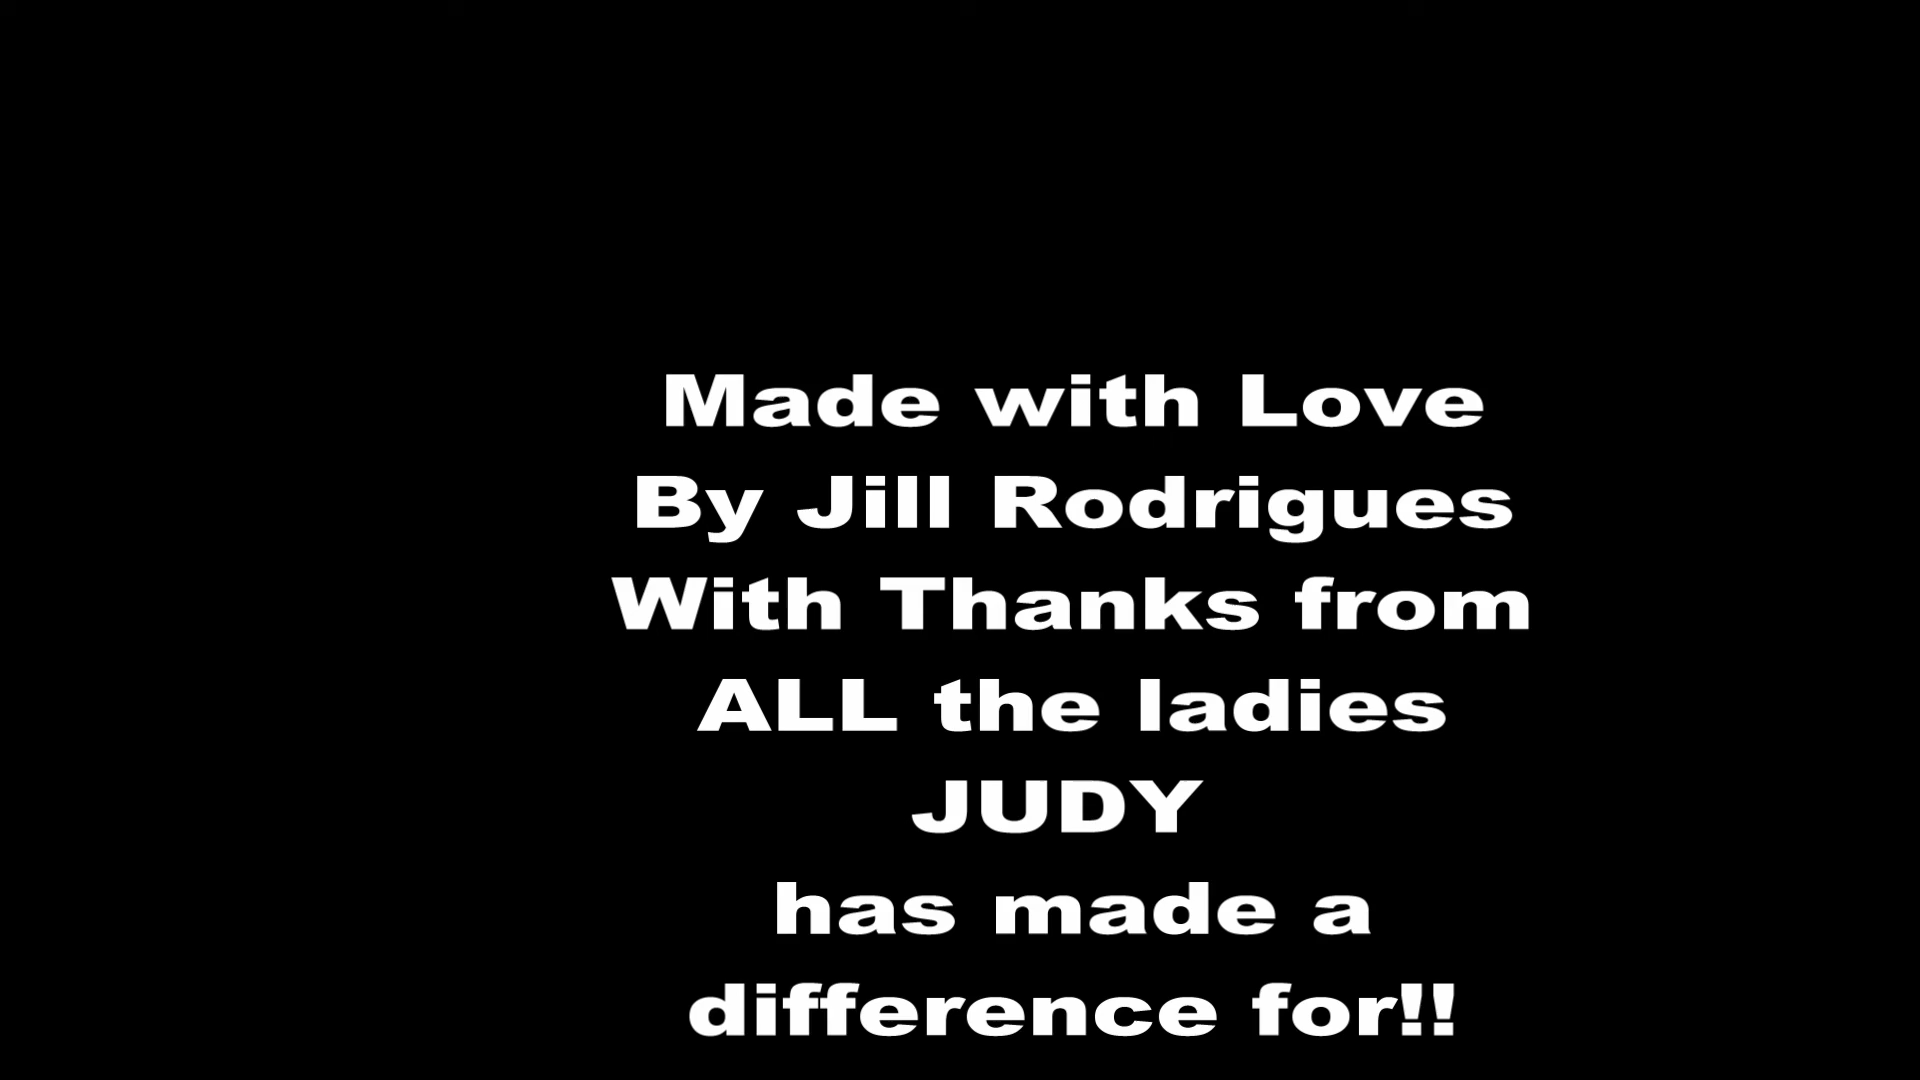 Made with Love
By Jill Rodrigues
With Thanks from
ALL the ladies
JUDY
has made a
difference for!!